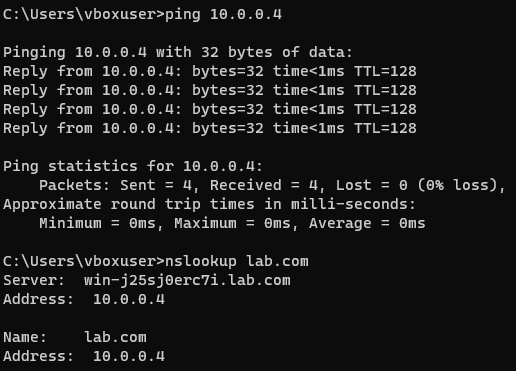 C:\Users\vboxuser>ping 10.0.0.4
Pinging 10.0.0.4 with 32 bytes of data:
Reply from 10.0.0.4: bytes=32 time<1ms TTL=128
Reply from 10.0.0.4: bytes=32 time<1ms TTL=128
Reply from 10.0.0.4: bytes=32 time<1ms TTL=128
Reply from 10.0.0.4: bytes=32 time<1ms TTL=128
Ping statistics for 10.0.0.4:
    Packets: Sent = 4, Received = 4, Lost = 0 (0% loss),
Approximate round trip times in milli-seconds:
    Minimum = 0ms, Maximum = 0ms, Average = 0ms
C:\Users\vboxuser>nslookup lab.com
Server:  win-j25sj0erc7i.lab.com
Address:  10.0.0.4
Name:    lab.com
Address:  10.0.0.4